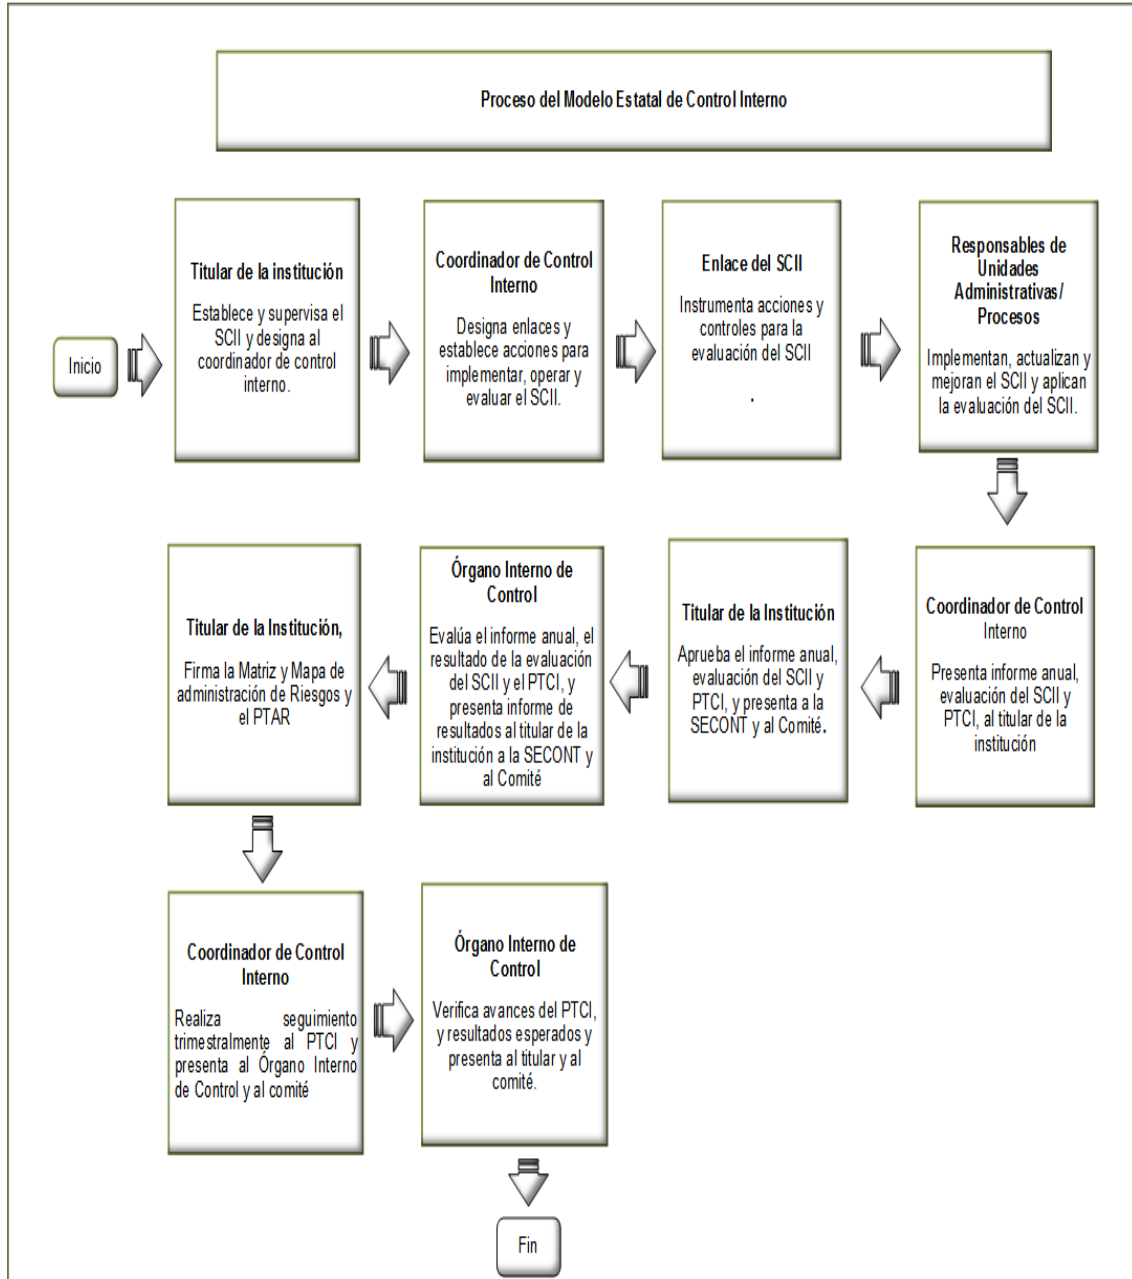 Proceso del Modelo Estatal de Control Interno
Inicio
Titular de la institución
Establece y supervisa el
SCII y designa al
coordinador de control
interno.
Coordinador de Control
Interno
Designa enlaces y
establece acciones para
implementar, operar y
evaluar el SCII.
Enlace del SCII
Instrumenta acciones y
controles para la
evaluación del SCII
.
Responsables de
Unidades
Administrativas/
Procesos
Implementan, actualizan y
mejoran el SCII y aplican
la evaluación del SCII.
Coordinador de Control
Interno
Presenta informe anual,
evaluación del SCII y
PTCI, al titular de la
institución
Titular de la Institución
Aprueba el informe anual,
evaluación del SCII y
PTCI, y presenta a la
SECONT y al Comité.
Órgano Interno de
Control
Evalúa el informe anual, el
resultado de la evaluación
del SCII y el PTCI, y
presenta informe de
resultados al titular de la
institución a la SECONT y
al Comité
Titular de la Institución,
Firma la Matriz y Mapa de
administración de Riesgos y
el PTAR
Coordinador de Control
Interno
Realiza seguimiento
trimestralmente al PTCI y
presenta al Órgano Interno
de Control y al comité
Órgano Interno de
Control
Verifica avances del PTCI,
y resultados esperados y
presenta al titular y al
comité.
Fin